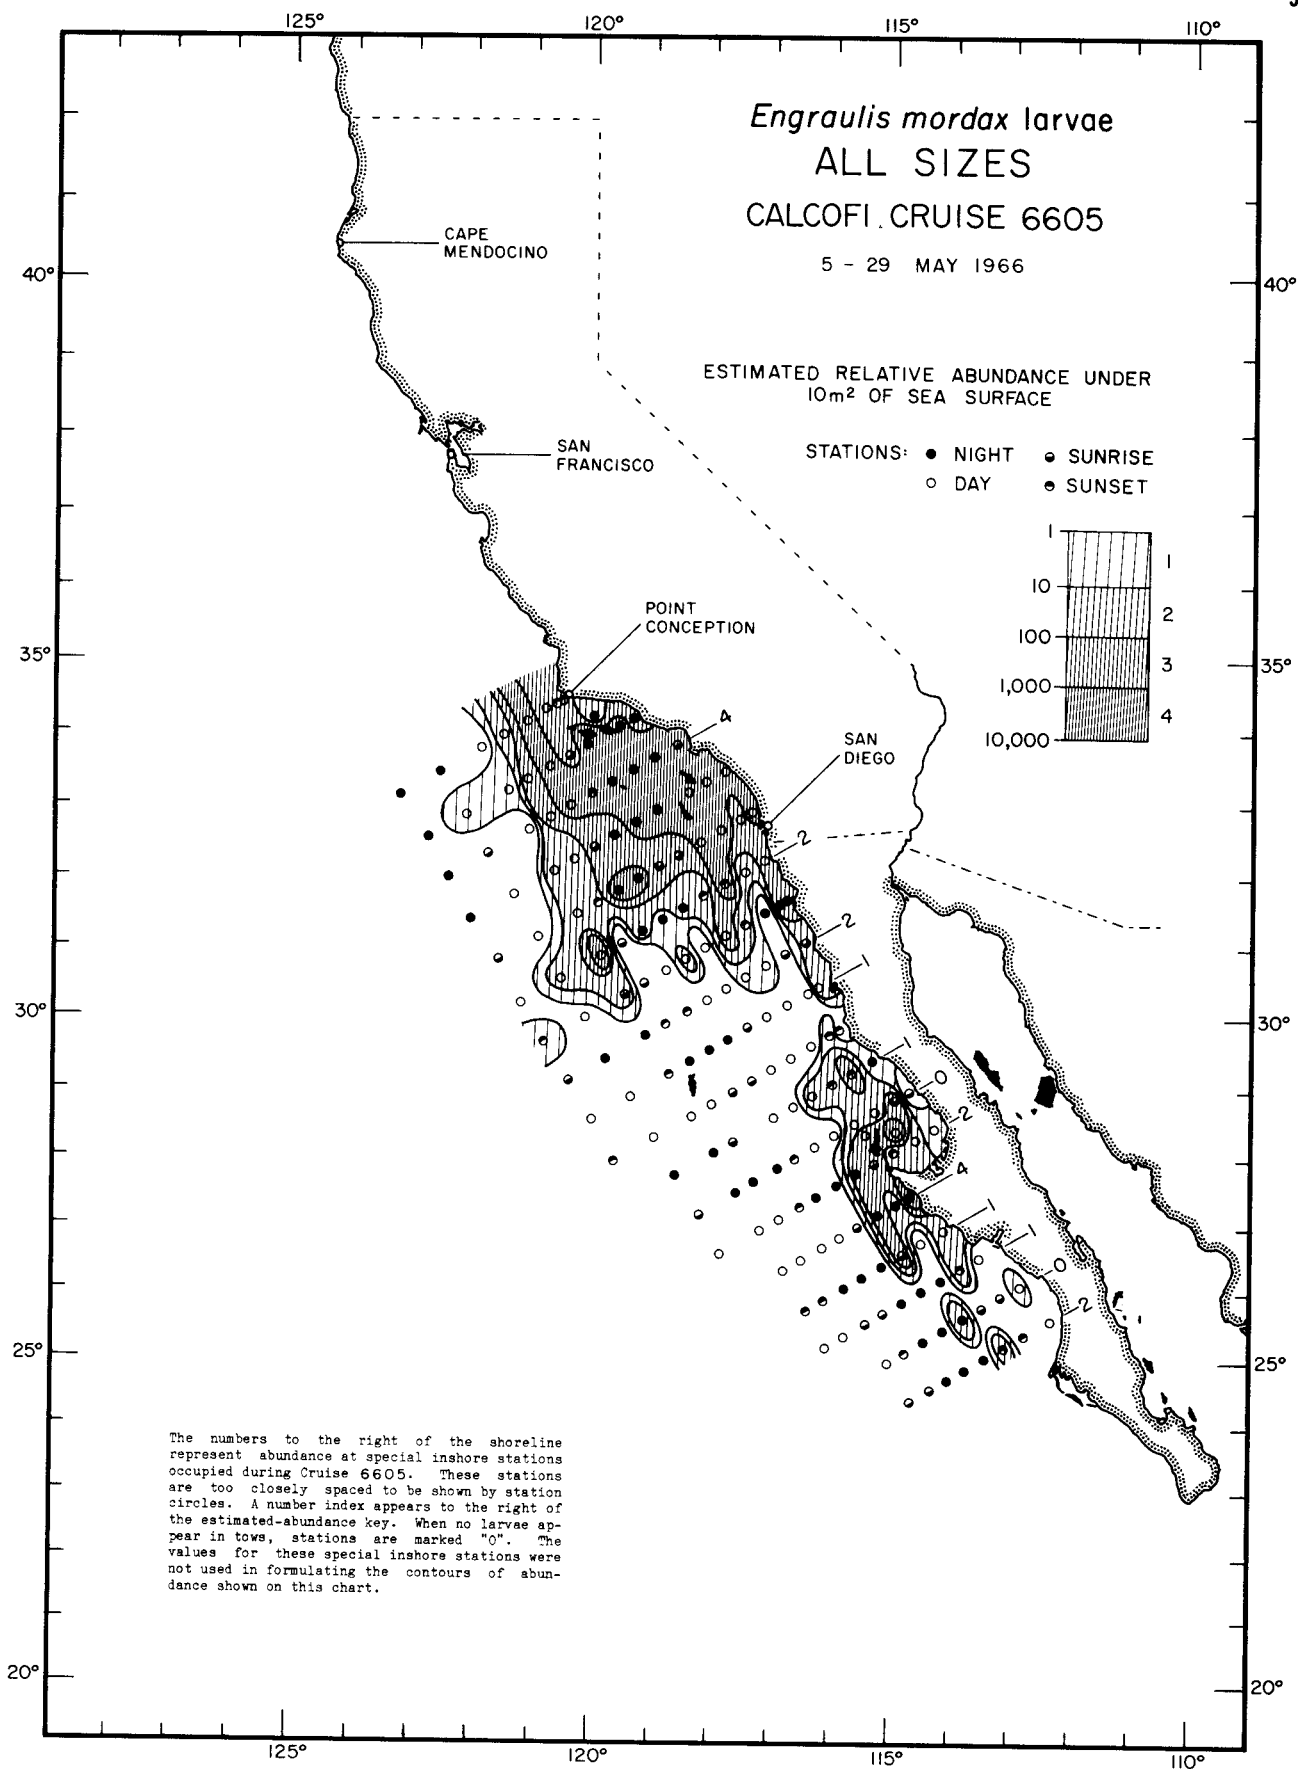 125°
120°
115°
110°
Engraulis mordax larvae
ALL SIZES
CALCOFI CRUISE 6605
5 - 29 MAY 1966
CAPE
MENDOCINO
40°
40°
ESTIMATED RELATIVE ABUNDANCE UNDER
10m² OF SEA SURFACE
STATIONS: NIGHT SUNRISE
DAY SUNSET
SAN
FRANCISCO
1
10
100
1,000
10,000
1
2
3
4
POINT
CONCEPTION
35°
35°
4
SAN
DIEGO
2
2
1
30°
30°
1
0
2
4
1
1
0
2
25°
25°
The numbers to the right of the shoreline
represent abundance at special inshore stations
occupied during Cruise 6605. These stations
are too closely spaced to be shown by station
circles. A number index appears to the right of
the estimated-abundance key. When no larvae ap-
pear in tows, stations are marked "0". The
values for these special inshore stations were
not used in formulating the contours of abun-
dance shown on this chart.
20°
20°
125°
120°
115°
110°